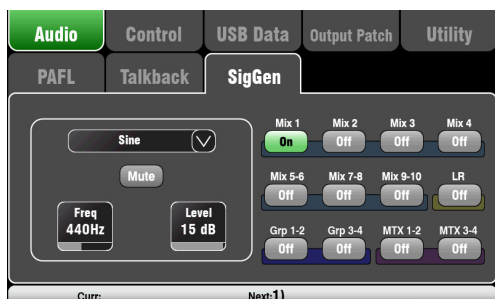 Audio Control USB Data Output Patch Utility
PAFL Talkback SigGen
Mix 1 Mix 2 Mix 3 Mix 4
Sine On Off Off Off
Mute Mix 5-6 Mix 7-8 Mix 9-10 LR
Off Off Off Off
Freq Level
440Hz 15 dB
Grp 1-2 Grp 3-4 MTX 1-2 MTX 3-4
Off Off Off Off
Curr: Next:1)